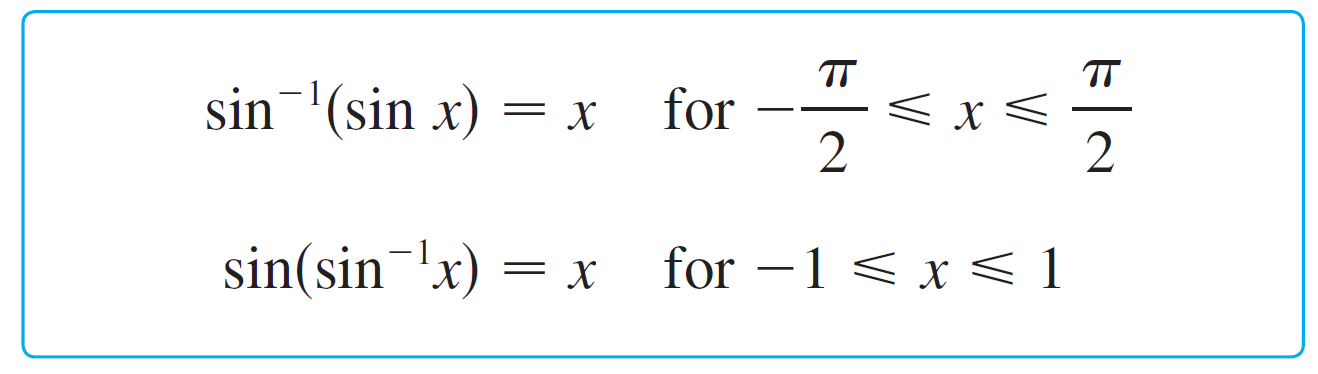 sin⁻¹(sin x) = x for −π/2 ⩽ x ⩽ π/2
sin(sin⁻¹x) = x for −1 ⩽ x ⩽ 1